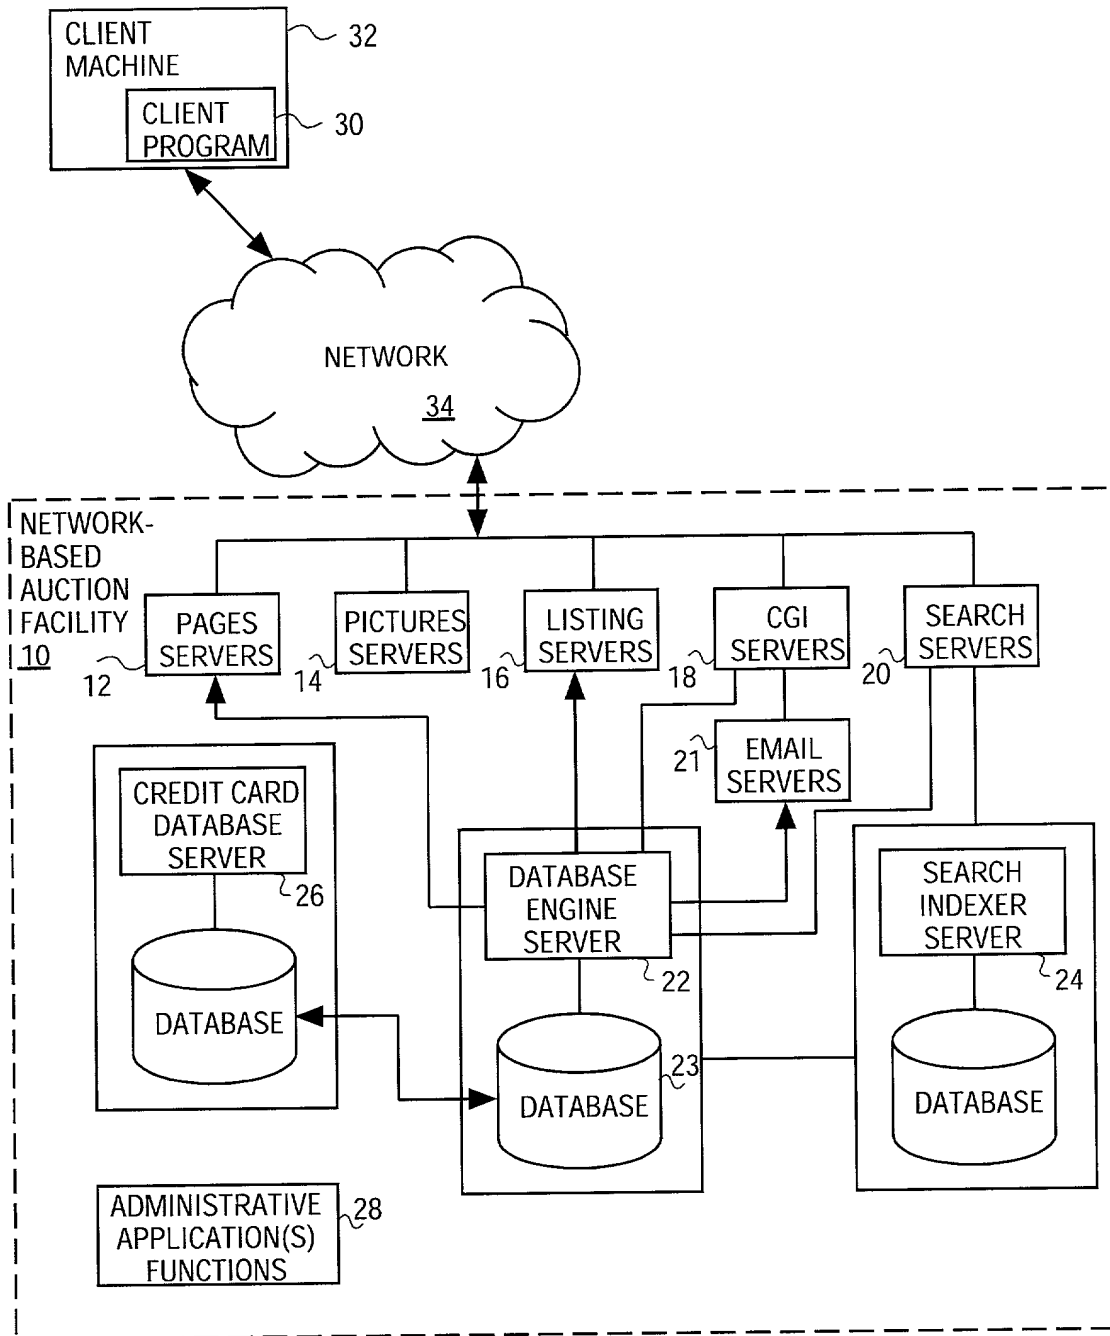 CLIENT
MACHINE
32
CLIENT
PROGRAM
30
NETWORK
34
NETWORK-
BASED
AUCTION
FACILITY
10
PAGES
SERVERS
12
PICTURES
SERVERS
14
LISTING
SERVERS
16
CGI
SERVERS
18
SEARCH
SERVERS
20
EMAIL
SERVERS
21
CREDIT CARD
DATABASE
SERVER
26
DATABASE
DATABASE
ENGINE
SERVER
22
DATABASE
23
SEARCH
INDEXER
SERVER
24
DATABASE
ADMINISTRATIVE
APPLICATION(S)
FUNCTIONS
28